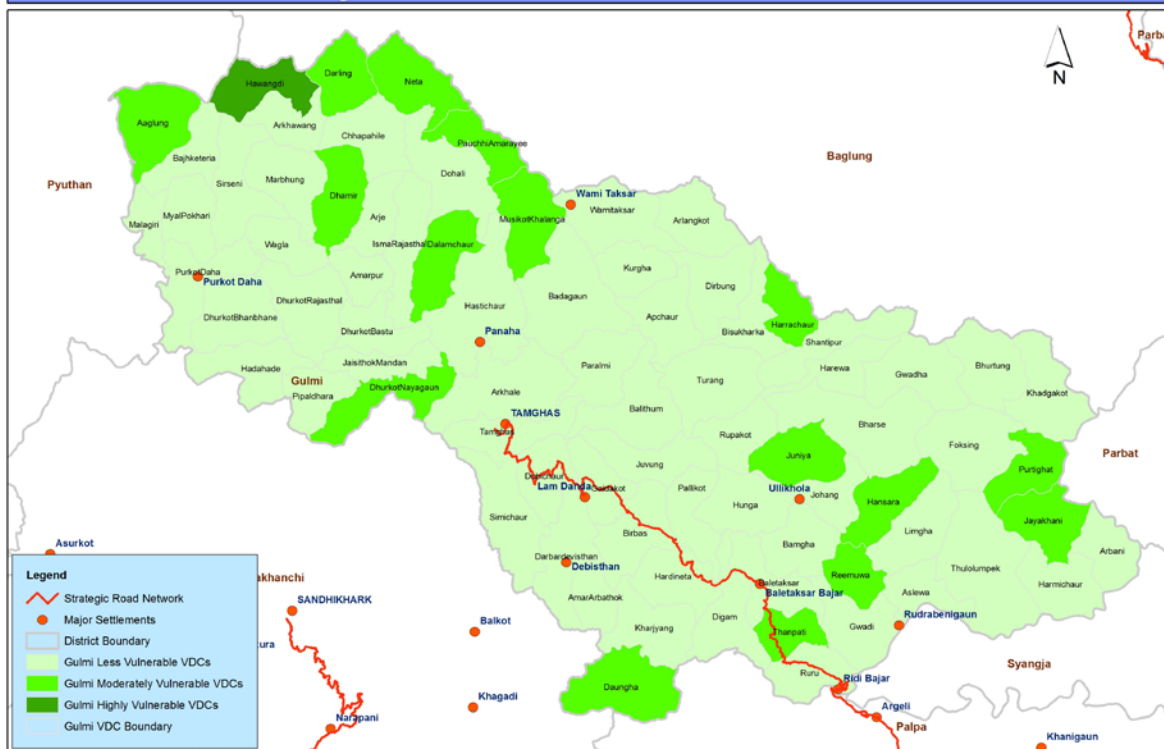 Parba
N
Hawangdi
Darling
Neta
Aaglung
Arkhawang
Chhapahile
PauchhiAmarayee
Baglung
Bajhketeria
Sirseni
Marbhung
Dohali
Pyuthan
Dhamir
Wami Taksar
Wamitaksar
MyalPokhari
Malagiri
Arje
MusikotKhalanga
Arlangkot
Wagla
IsmaRajasthal
Dalamchaur
PurkotDaha
Purkot Daha
Amarpur
Kurgha
Dirbung
DhurkotRajasthal
Hastichaur
Badagaun
DhurkotBhanbhane
DhurkotBastu
Panaha
Apchaur
Bisukharka
Harrachaur
Shantipur
Hadahade
JaisithokMandan
Paralmi
Harewa
Gwadha
Bhurtung
Gulmi
Pipaldhara
DhurkotNayagaun
Arkhale
Turang
Khadgakot
TAMGHAS
Tamghas
Balithum
Rupakot
Bharse
Foksing
Parbat
Juvung
Juniya
Purtighat
Lam Danda
Pallikot
Ullikhola
Johang
Hansara
Simichaur
Hunga
Jayakhani
Birbas
Limgha
Asurkot
Darbardevisthan
Debisthan
Bamgha
Arbani
Hardineta
Baletaksar
Baletaksar Bajar
Reemuwa
Thulolumpek
Harmichaur
AmarArbathok
Aslewa
SANDHIKHARK
Balkot
Kharjyang
Digam
Thanpati
Gwadi
Rudrabenigaun
Ruru
Syangja
Daungha
Ridi Bajar
Khagadi
Argeli
Palpa
Narapani
Khanigaun
akhanchi
ura
Legend
Strategic Road Network
Major Settlements
District Boundary
Gulmi Less Vulnerable VDCs
Gulmi Moderately Vulnerable VDCs
Gulmi Highly Vulnerable VDCs
Gulmi VDC Boundary